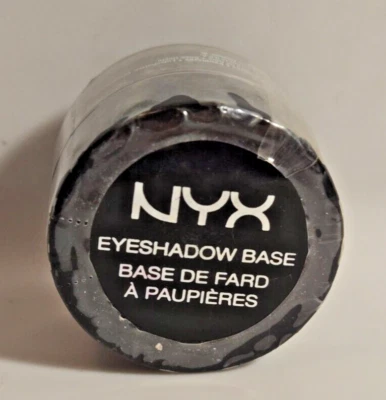 NYX
EYESHADOW BASE
BASE DE FARD
À PAUPIÈRES